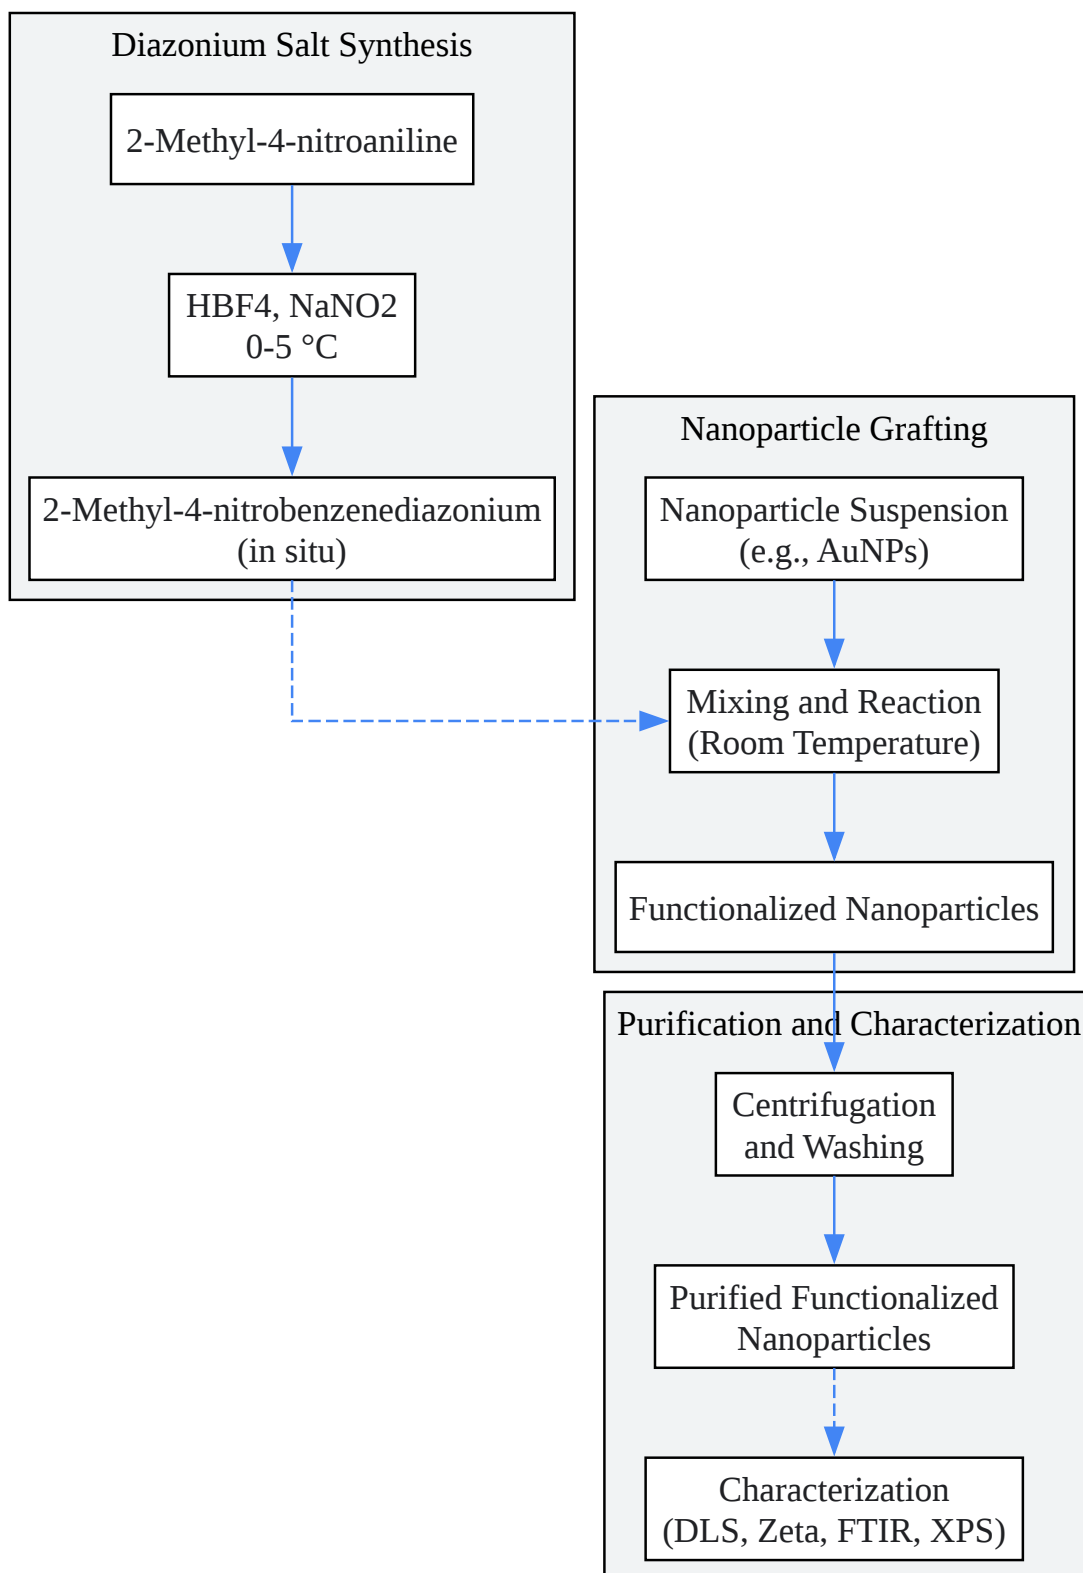 Diazonium Salt Synthesis
2-Methyl-4-nitroaniline
HBF4, NaNO2
0-5 °C
2-Methyl-4-nitrobenzenediazonium
(in situ)
Nanoparticle Grafting
Nanoparticle Suspension
(e.g., AuNPs)
Mixing and Reaction
(Room Temperature)
Functionalized Nanoparticles
Purification and Characterization
Centrifugation
and Washing
Purified Functionalized
Nanoparticles
Characterization
(DLS, Zeta, FTIR, XPS)